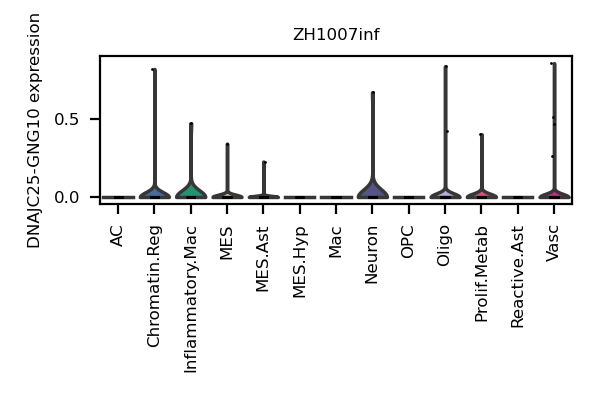 ZH1007inf
DNAJC25-GNG10 expression
0.5
0.0
AC
Chromatin.Reg
Inflammatory.Mac
MES
MES.Ast
MES.Hyp
Mac
Neuron
OPC
Oligo
Prolif.Metab
Reactive.Ast
Vasc